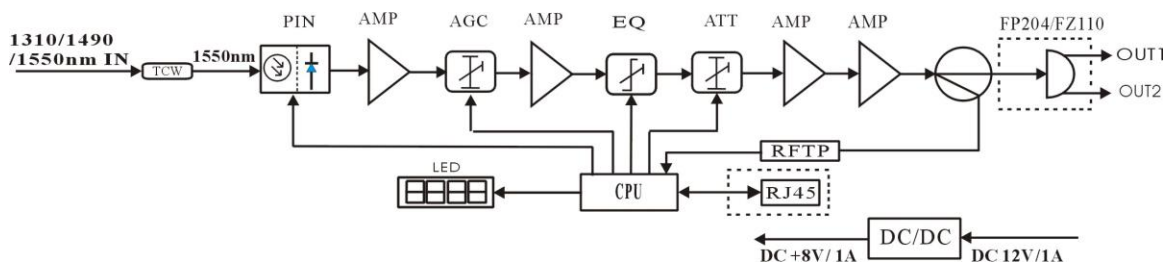 PIN AMP AGC AMP EQ ATT AMP AMP FP204/FZ110
1310/1490
/1550nm IN
TCW
1550nm
OUT1
OUT2
RFTP
LED
CPU
RJ45
DC/DC
DC +8V/1A
DC 12V/1A